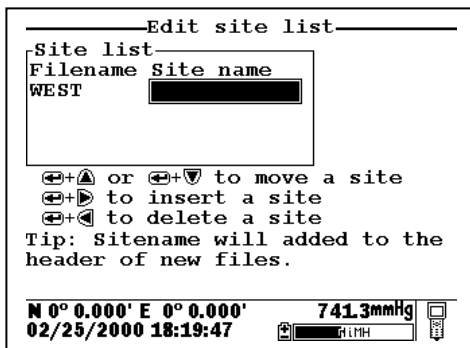 Edit site list
Site list
Filename Site name
WEST
+ or + to move a site
+ to insert a site
+ to delete a site
Tip: Sitename will added to the
header of new files.
N 0° 0.000' E 0° 0.000' 741.3mmHg
02/25/2000 18:19:47 NiMH